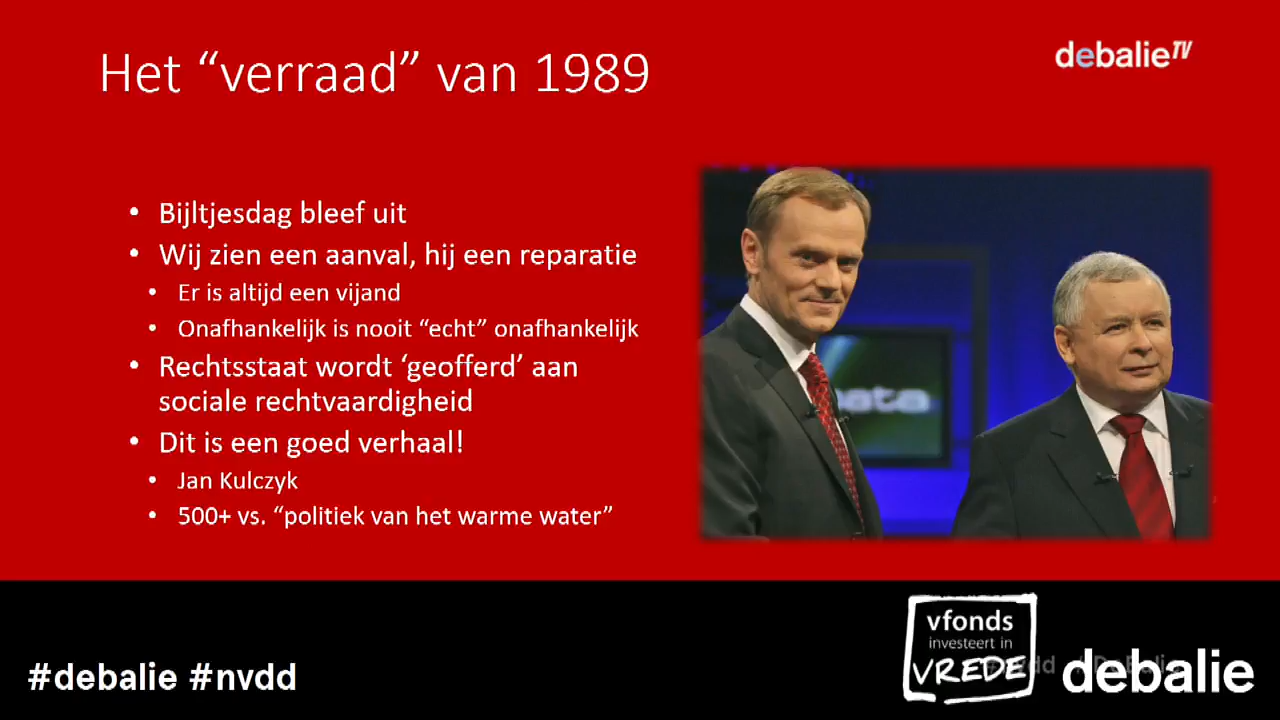 Het “verraad” van 1989
debalieTV
• Bijltjesdag bleef uit
• Wij zien een aanval, hij een reparatie
• Er is altijd een vijand
• Onafhankelijk is nooit “echt” onafhankelijk
• Rechtsstaat wordt ‘geofferd’ aan
sociale rechtvaardigheid
• Dit is een goed verhaal!
• Jan Kulczyk
• 500+ vs. “politiek van het warme water”
#debalie #nvdd
vfonds
investeert in
VREDE
debalie